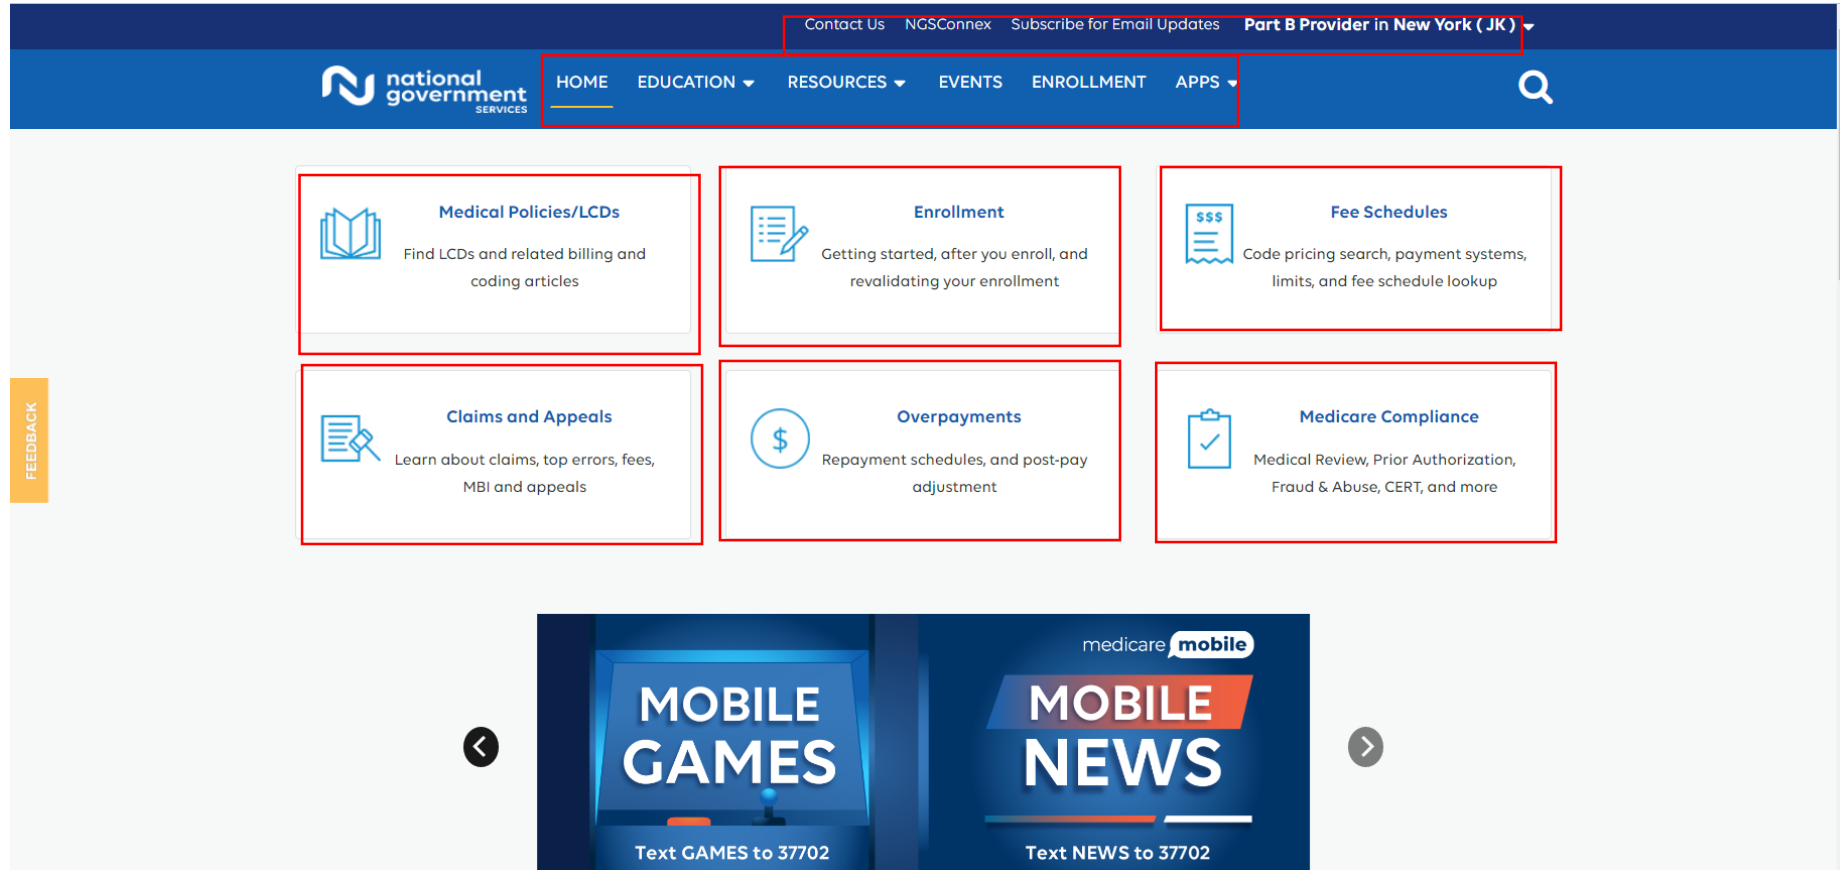 Contact Us NGSConnex Subscribe for Email Updates Part B Provider in New York ( JK )
national
government
SERVICES
HOME EDUCATION RESOURCES EVENTS ENROLLMENT APPS
Medical Policies/LCDs
Find LCDs and related billing and
coding articles
Enrollment
Getting started, after you enroll, and
revalidating your enrollment
$$$
Fee Schedules
Code pricing search, payment systems,
limits, and fee schedule lookup
FEEDBACK
Claims and Appeals
Learn about claims, top errors, fees,
MBI and appeals
$
Overpayments
Repayment schedules, and post-pay
adjustment
Medicare Compliance
Medical Review, Prior Authorization,
Fraud & Abuse, CERT, and more
MOBILE
GAMES
Text GAMES to 37702
medicare mobile
MOBILE
NEWS
Text NEWS to 37702